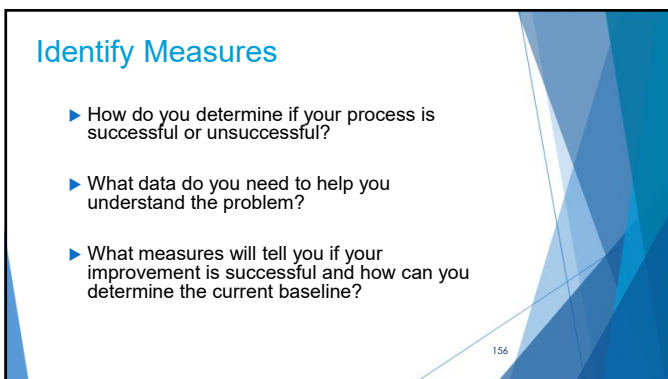 Identify Measures
How do you determine if your process is
successful or unsuccessful?
What data do you need to help you
understand the problem?
What measures will tell you if your
improvement is successful and how can you
determine the current baseline?
156